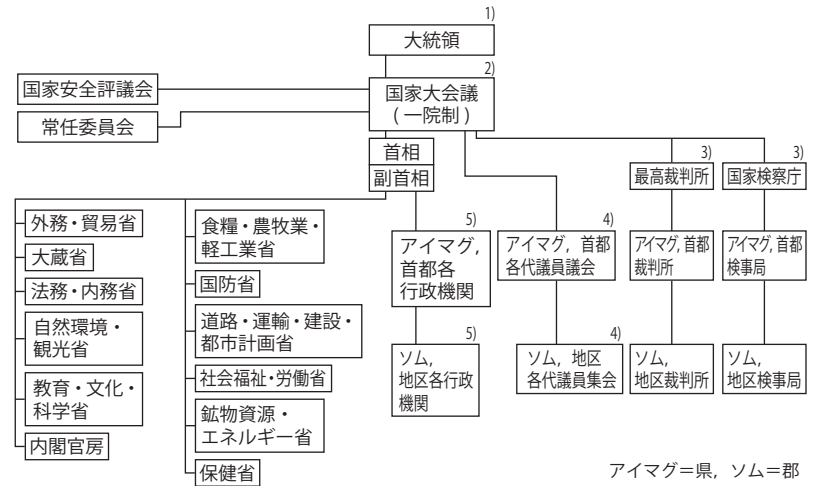 1)
大統領
2)
国家安全評議会
国家大会議
(一院制)
常任委員会
首相
副首相
3)
最高裁判所
3)
国家検察庁
外務・貿易省
大蔵省
法務・内務省
自然環境・
観光省
教育・文化・
科学省
内閣官房
食糧・農牧業・
軽工業省
国防省
道路・運輸・建設・
都市計画省
社会福祉・労働省
鉱物資源・
エネルギー省
保健省
5)
アイマグ,
首都各
行政機関
4)
アイマグ, 首都
各代議員議会
アイマグ, 首都
裁判所
アイマグ, 首都
検事局
5)
ソム,
地区各行政
機関
4)
ソム, 地区
各代議員集会
ソム,
地区裁判所
ソム,
地区検事局
アイマグ=県, ソム=郡